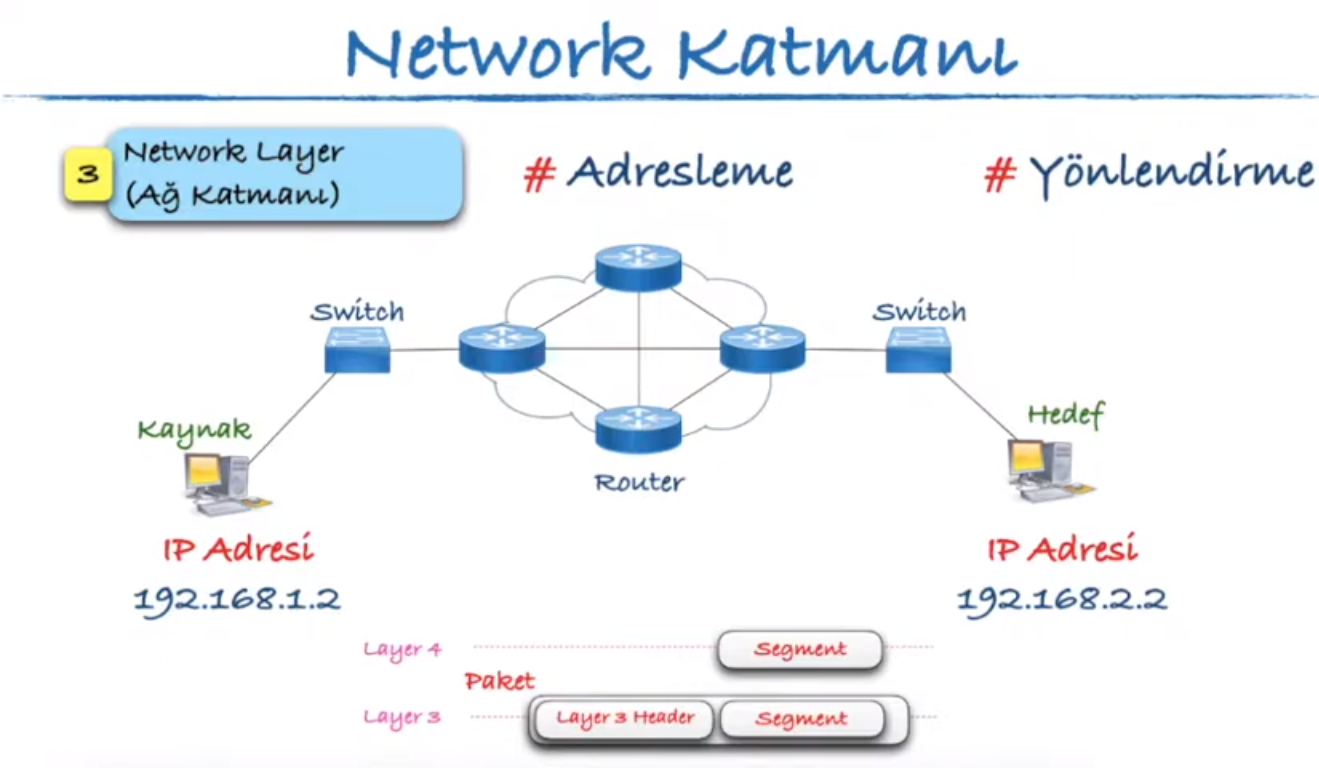 Network Katmanı
3
Network Layer
(Ağ Katmanı)
# Adresleme
# Yönlendirme
Switch
Switch
Kaynak
Hedef
Router
IP Adresi
192.168.1.2
IP Adresi
192.168.2.2
Layer 4
Segment
Paket
Layer 3
Layer 3 Header
Segment